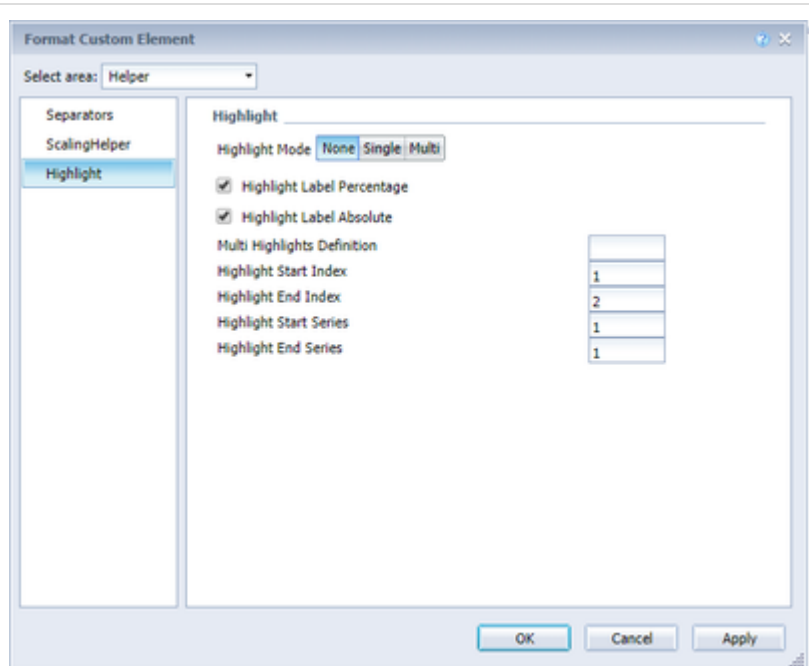 Format Custom Element
Select area: Helper
Separators
ScalingHelper
Highlight
Highlight
Highlight Mode None Single Multi
Highlight Label Percentage
Highlight Label Absolute
Multi Highlights Definition
Highlight Start Index 1
Highlight End Index 2
Highlight Start Series 1
Highlight End Series 1
OK Cancel Apply